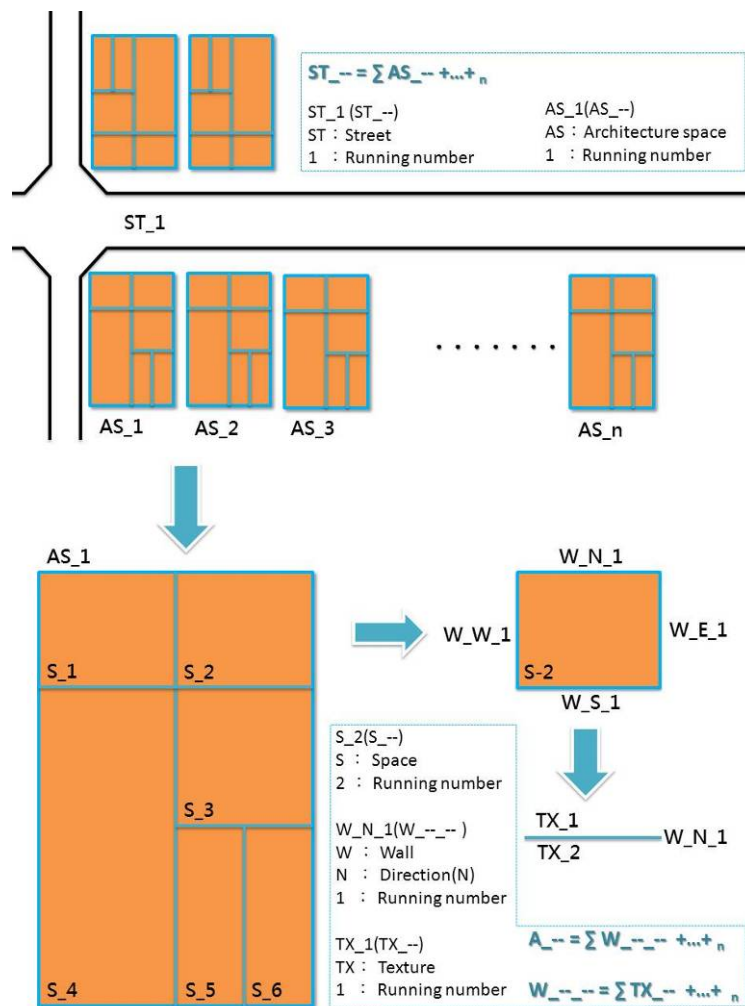 ST_-- = ∑ AS_-- +...+ n
ST_1 (ST_--)
ST : Street
1 : Running number
AS_1(AS_--)
AS : Architecture space
1 : Running number
ST_1
AS_1
AS_2
AS_3
.......
AS_n
AS_1
S_1
S_2
S_3
S_4
S_5
S_6
W_N_1
W_W_1
W_E_1
S-2
W_S_1
S_2(S_--)
S : Space
2 : Running number
W_N_1(W_--_-- )
W : Wall
N : Direction(N)
1 : Running number
TX_1(TX_--)
TX : Texture
1 : Running number
TX_1
W_N_1
TX_2
A_-- = ∑ W_--_-- +...+ n
W_--_-- = ∑ TX_-- +...+ n